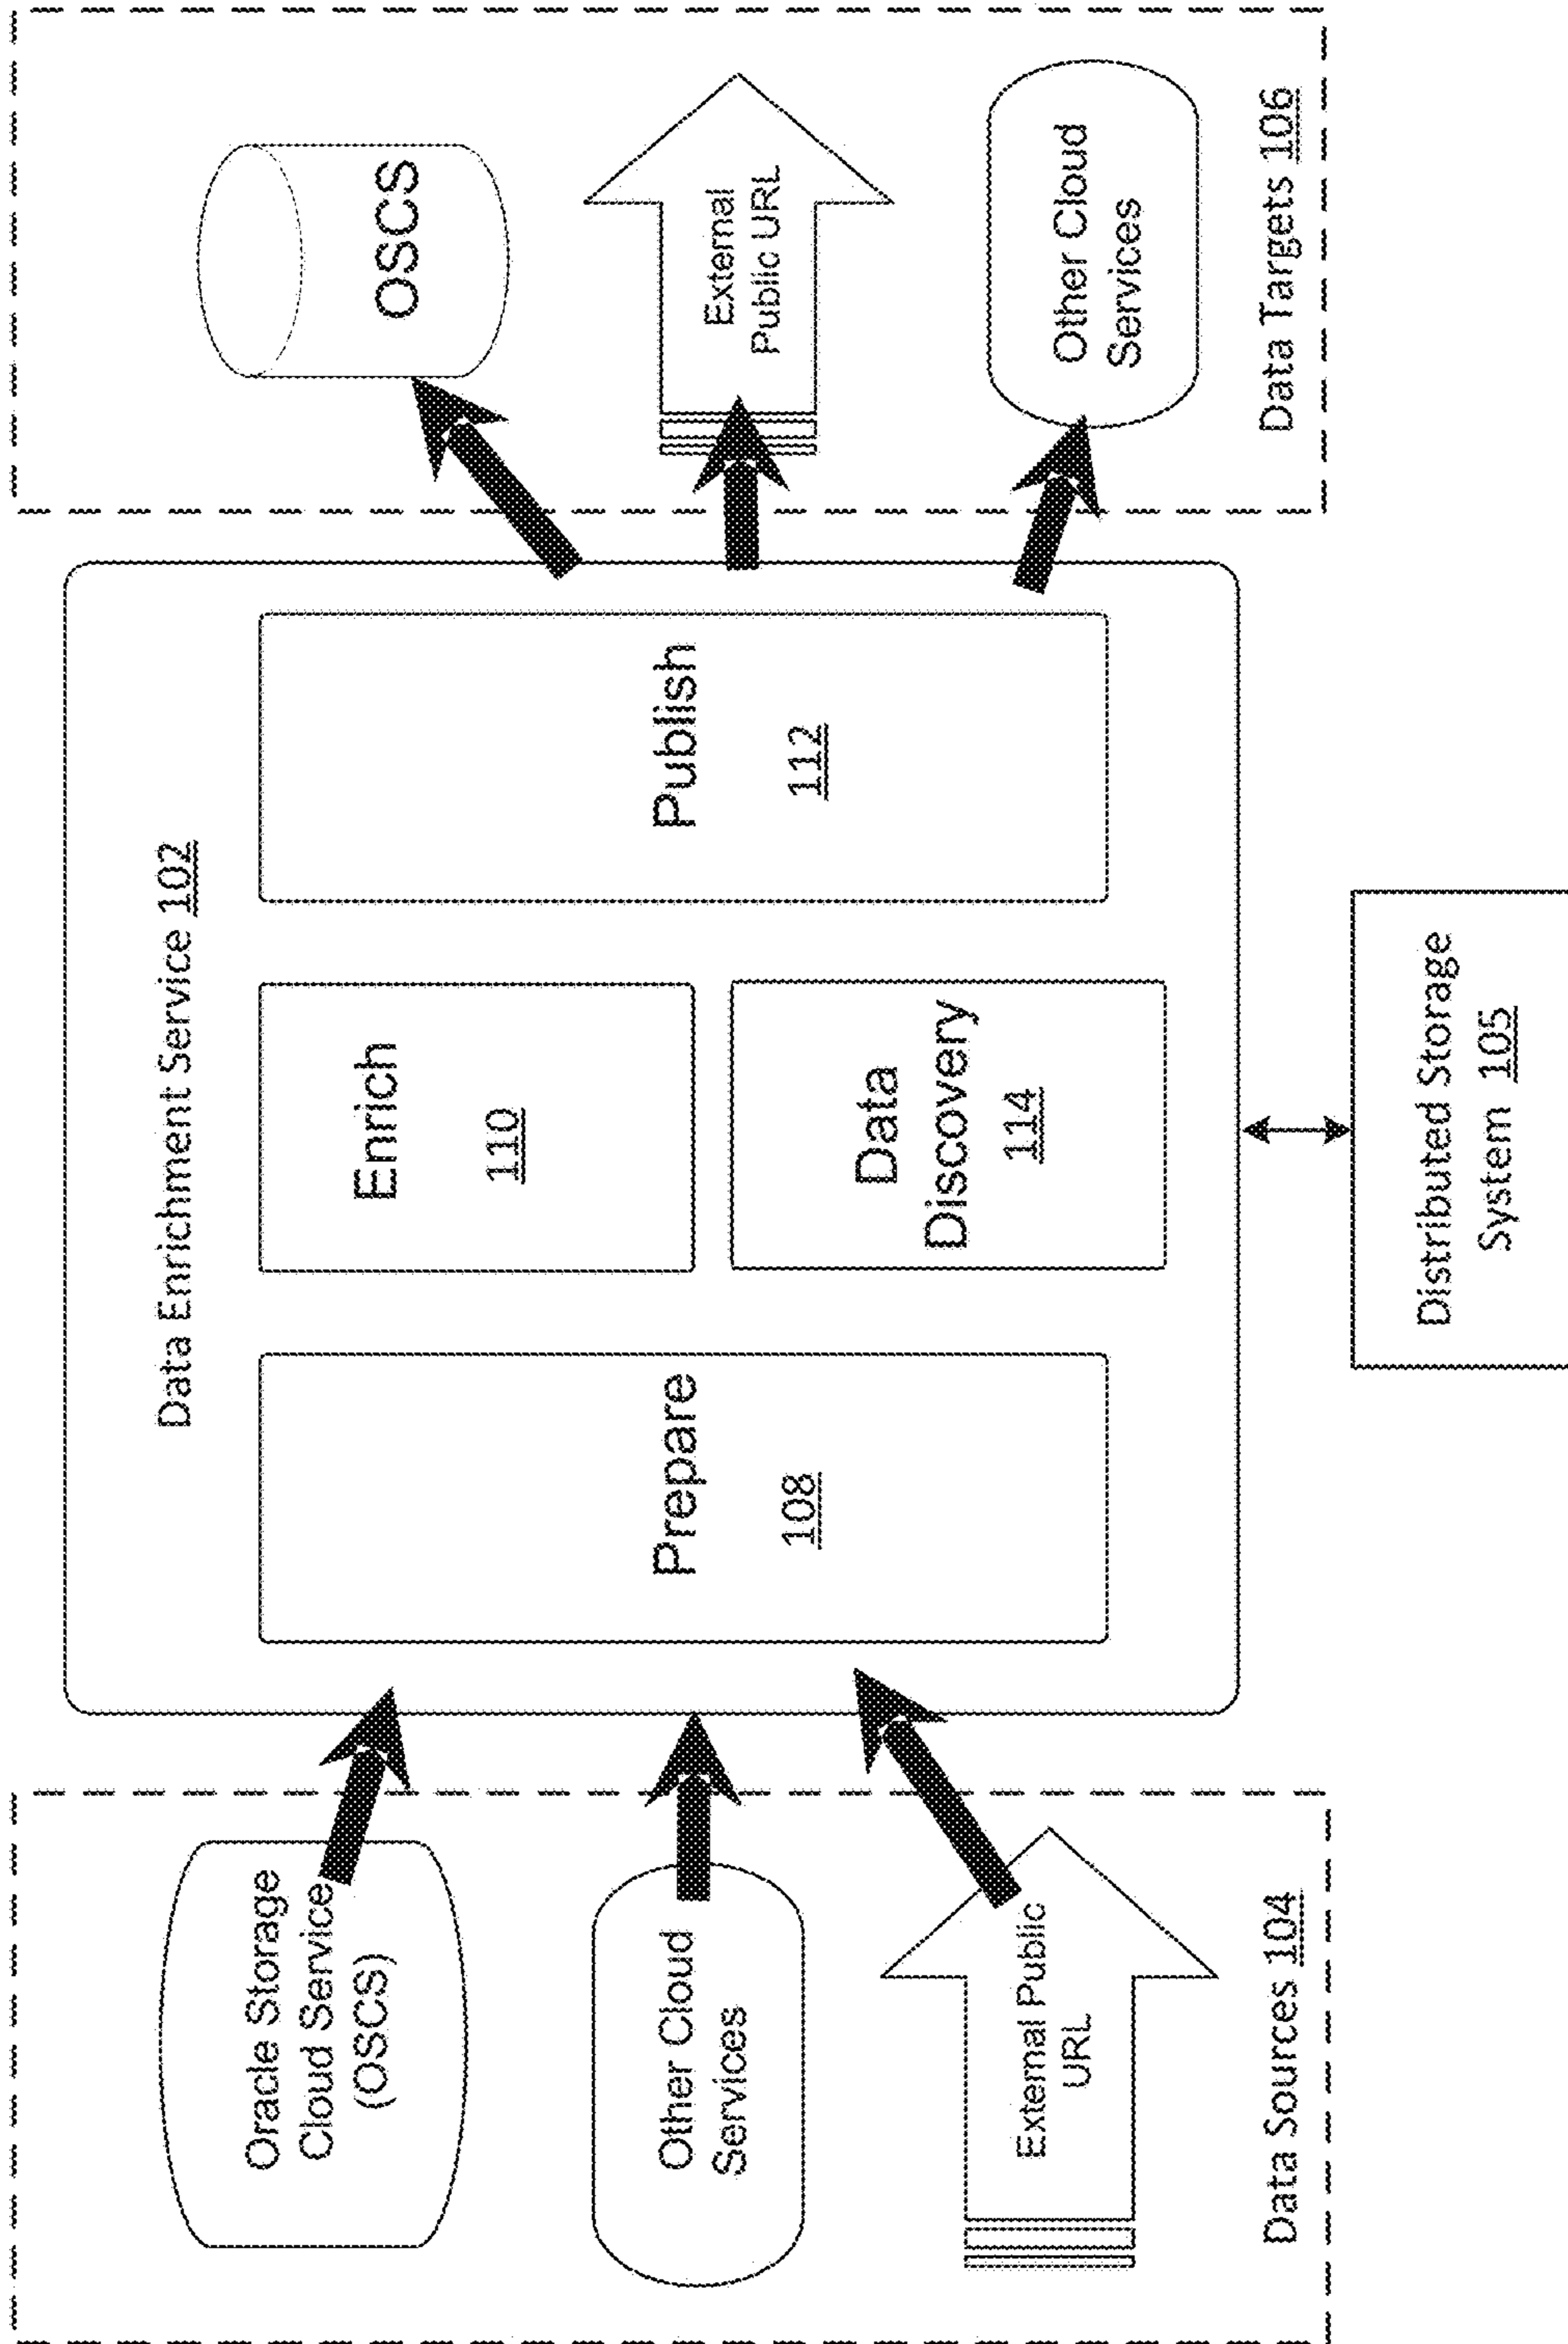 Oracle Storage
Cloud Service
(OSCS)
Other Cloud
Services
External Public
URL
Data Sources 104
Data Enrichment Service 102
Prepare
108
Enrich
110
Data
Discovery
114
Publish
112
OSCS
External
Public URL
Other Cloud
Services
Data Targets 106
Distributed Storage
System 105